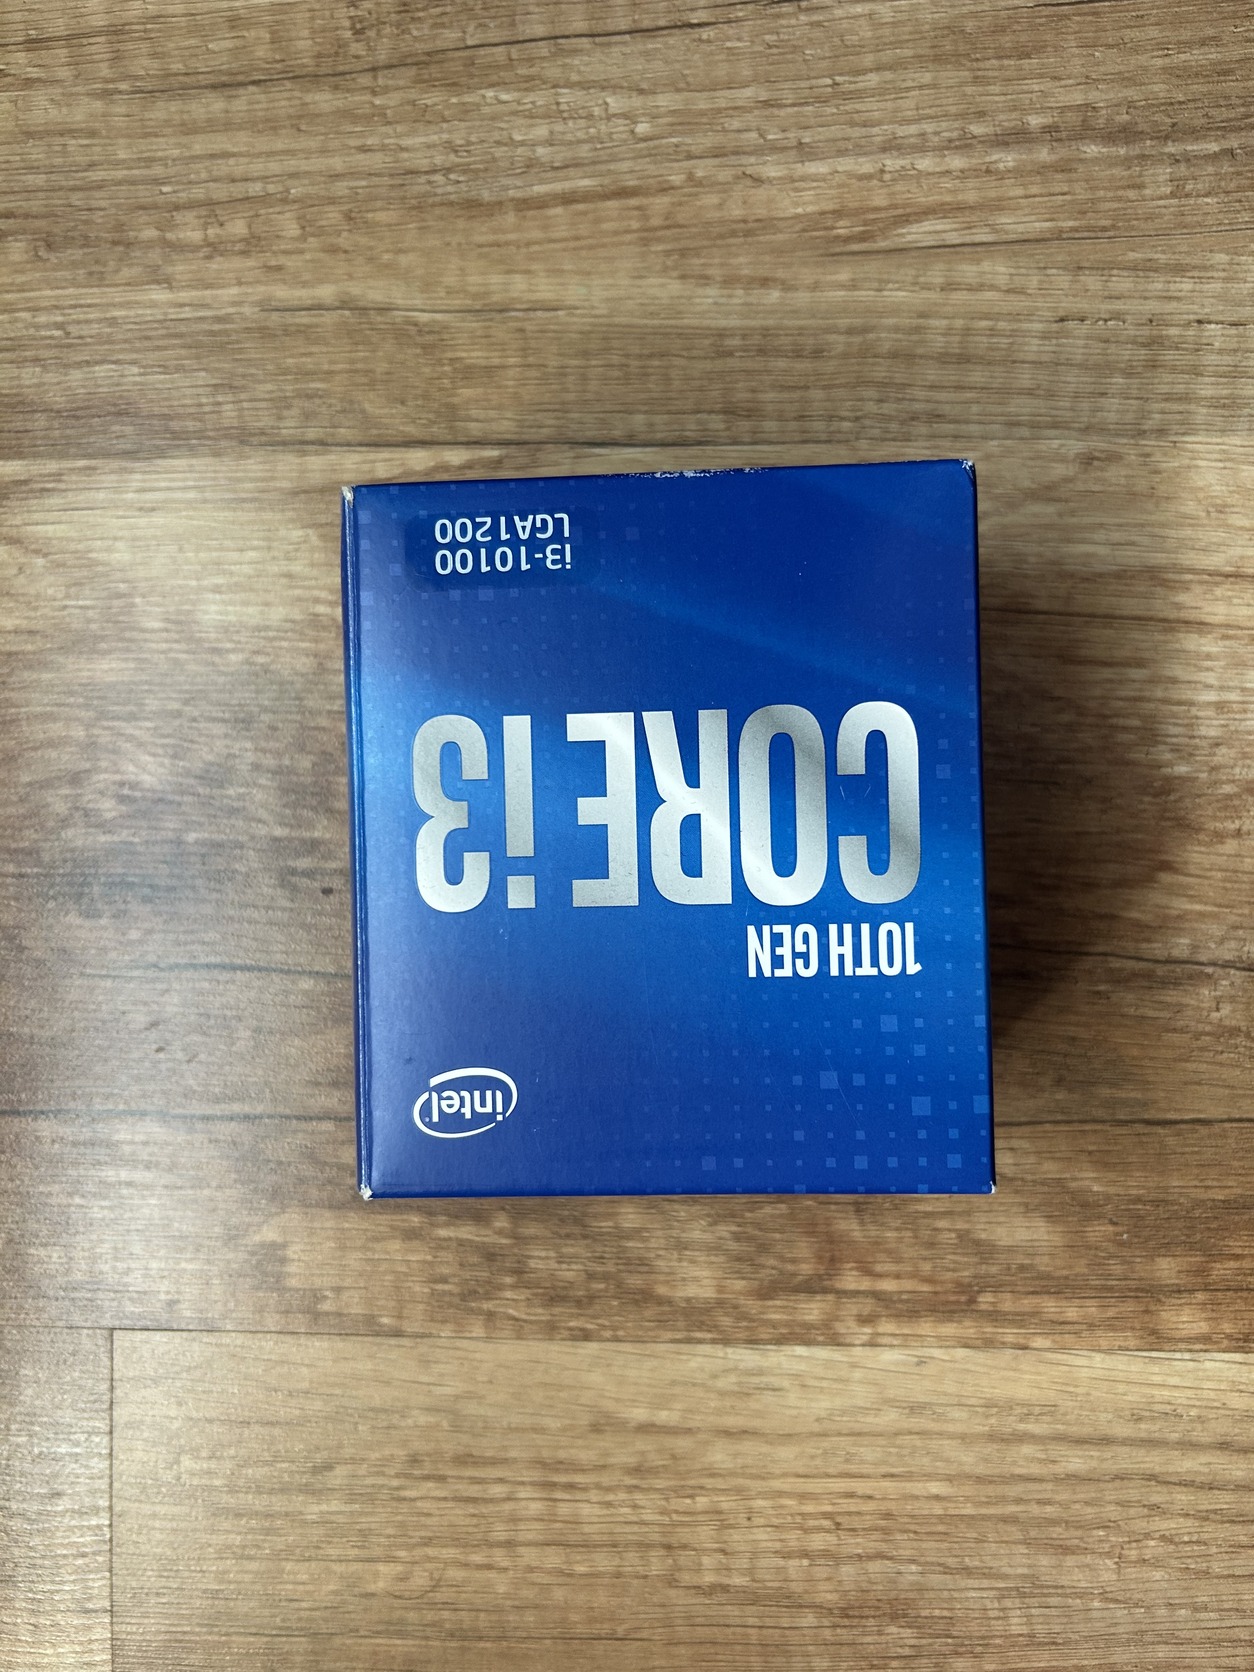 intel
10TH GEN
CORE i3
i3-10100
LGA1200